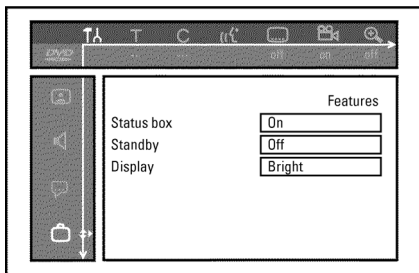 T C
DVD
... ... off on off
Features
Status box On
Standby Off
Display Bright